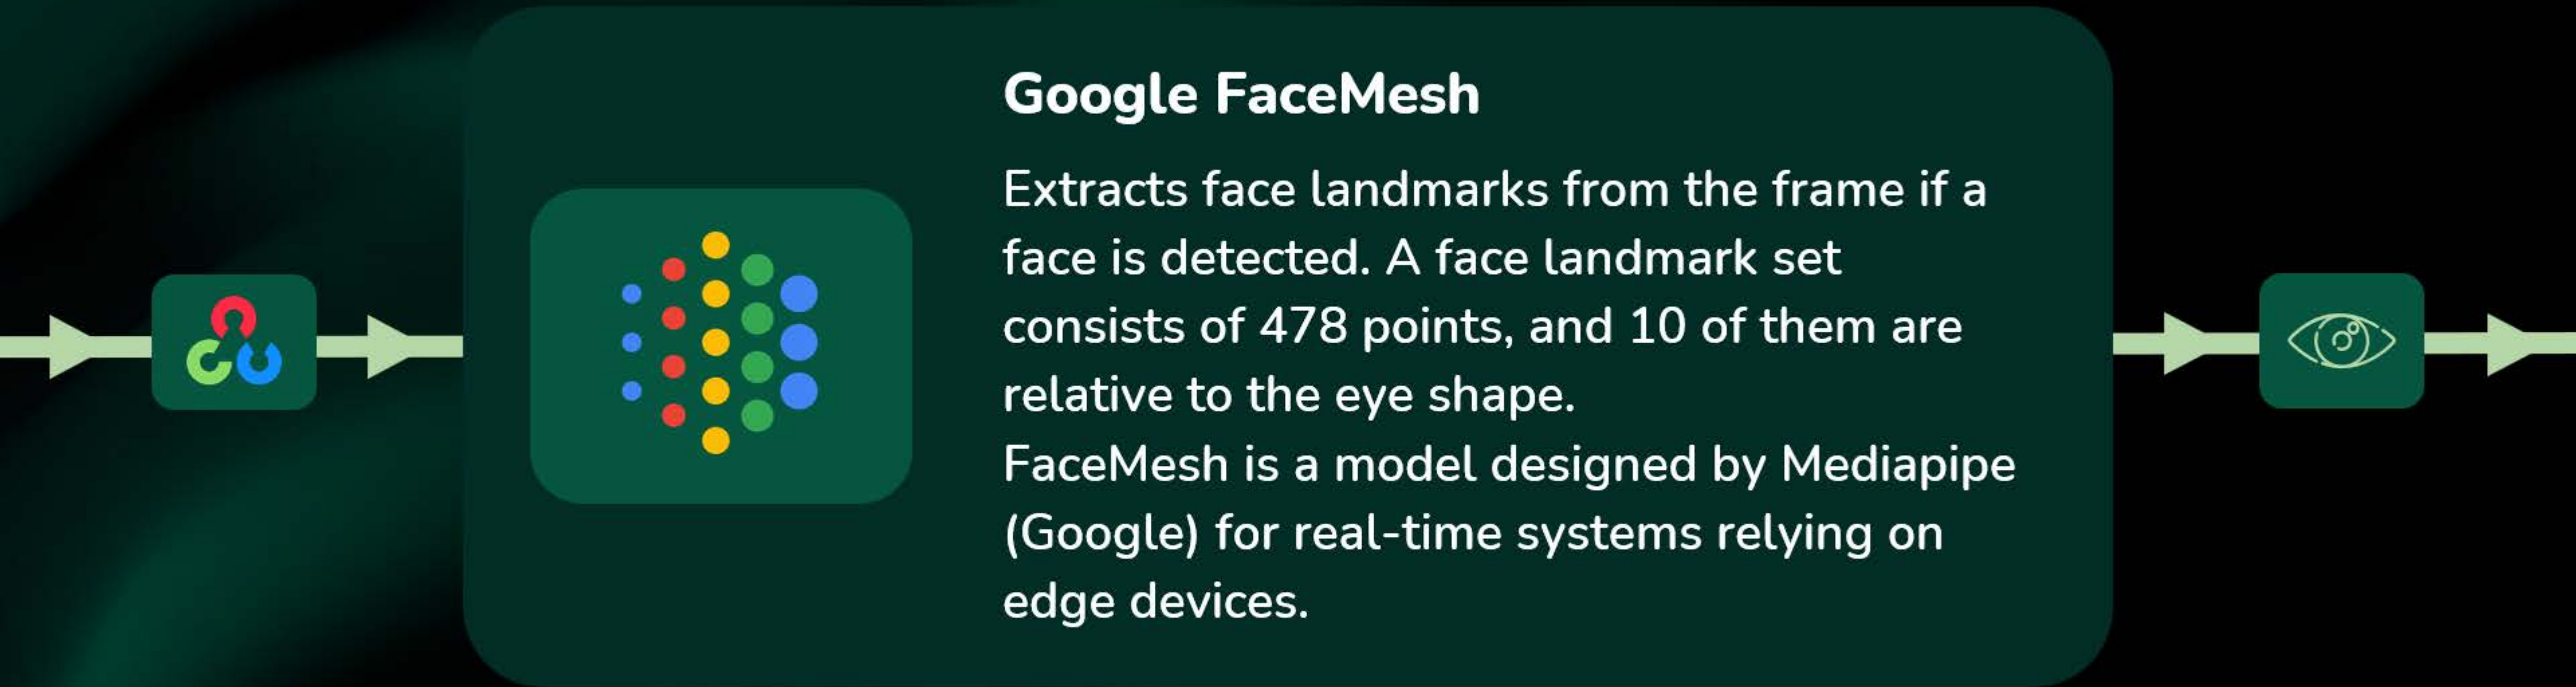 Google FaceMesh
Extracts face landmarks from the frame if a
face is detected. A face landmark set
consists of 478 points, and 10 of them are
relative to the eye shape.
FaceMesh is a model designed by Mediapipe
(Google) for real-time systems relying on
edge devices.